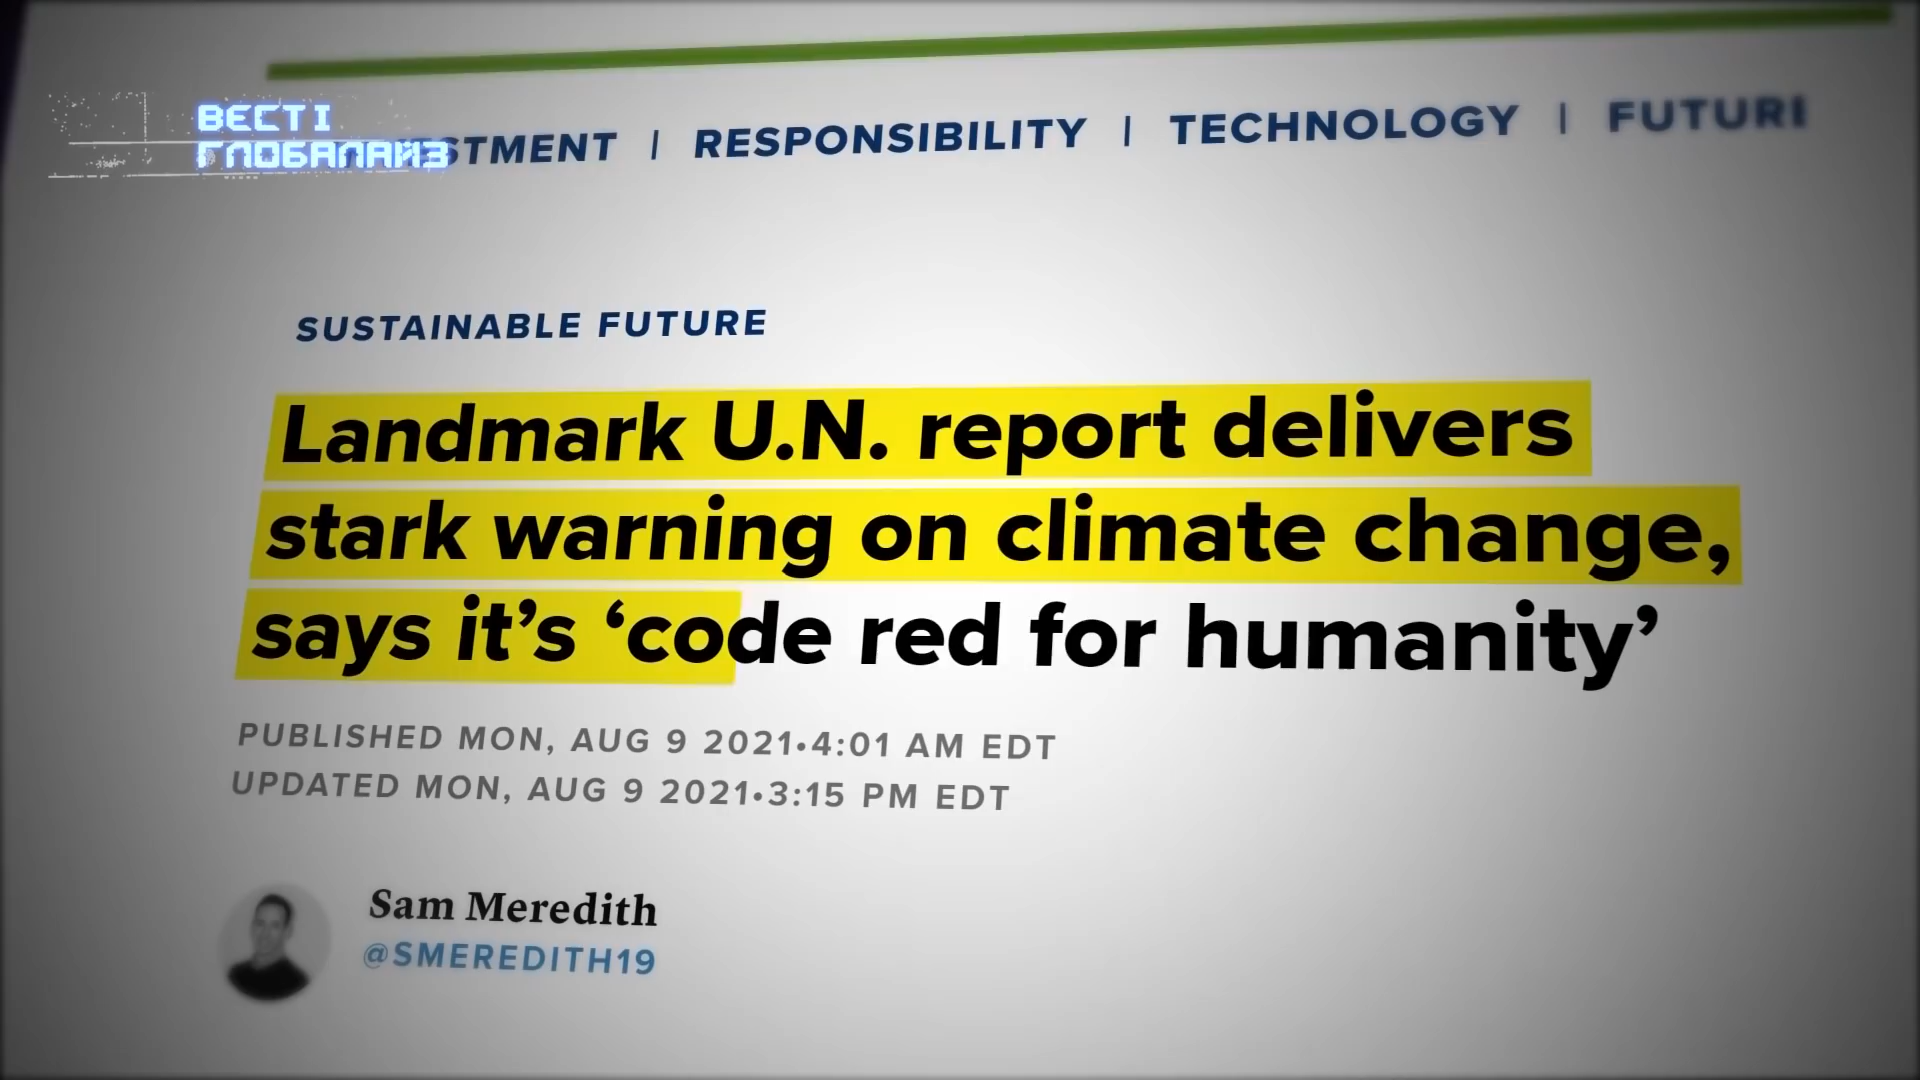 ВЕСТІ
ГЛОБАЛАЙЗ
STMENT | RESPONSIBILITY | TECHNOLOGY | FUTURE
SUSTAINABLE FUTURE
Landmark U.N. report delivers
stark warning on climate change,
says it’s ‘code red for humanity’
PUBLISHED MON, AUG 9 2021•4:01 AM EDT
UPDATED MON, AUG 9 2021•3:15 PM EDT
Sam Meredith
@SMEREDITH19